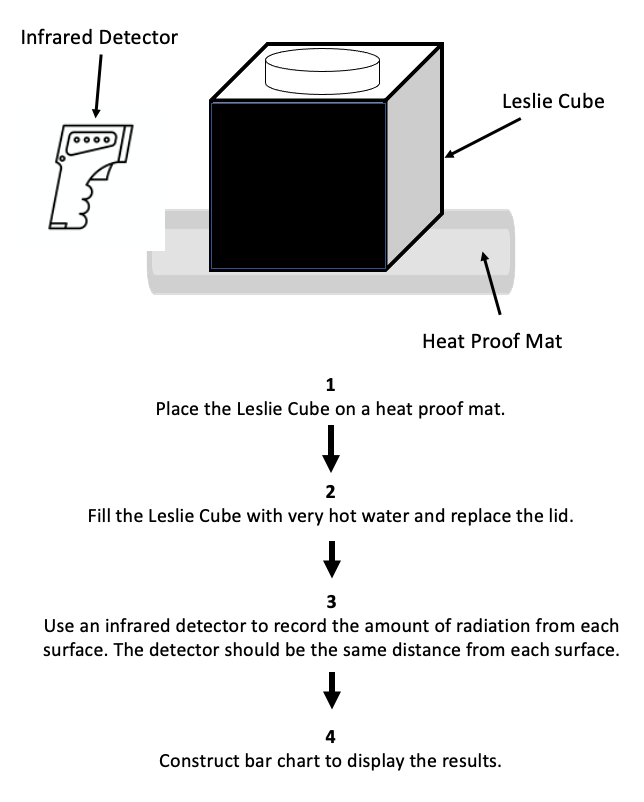 Infrared Detector
Leslie Cube
Heat Proof Mat
1
Place the Leslie Cube on a heat proof mat.
2
Fill the Leslie Cube with very hot water and replace the lid.
3
Use an infrared detector to record the amount of radiation from each
surface. The detector should be the same distance from each surface.
4
Construct bar chart to display the results.